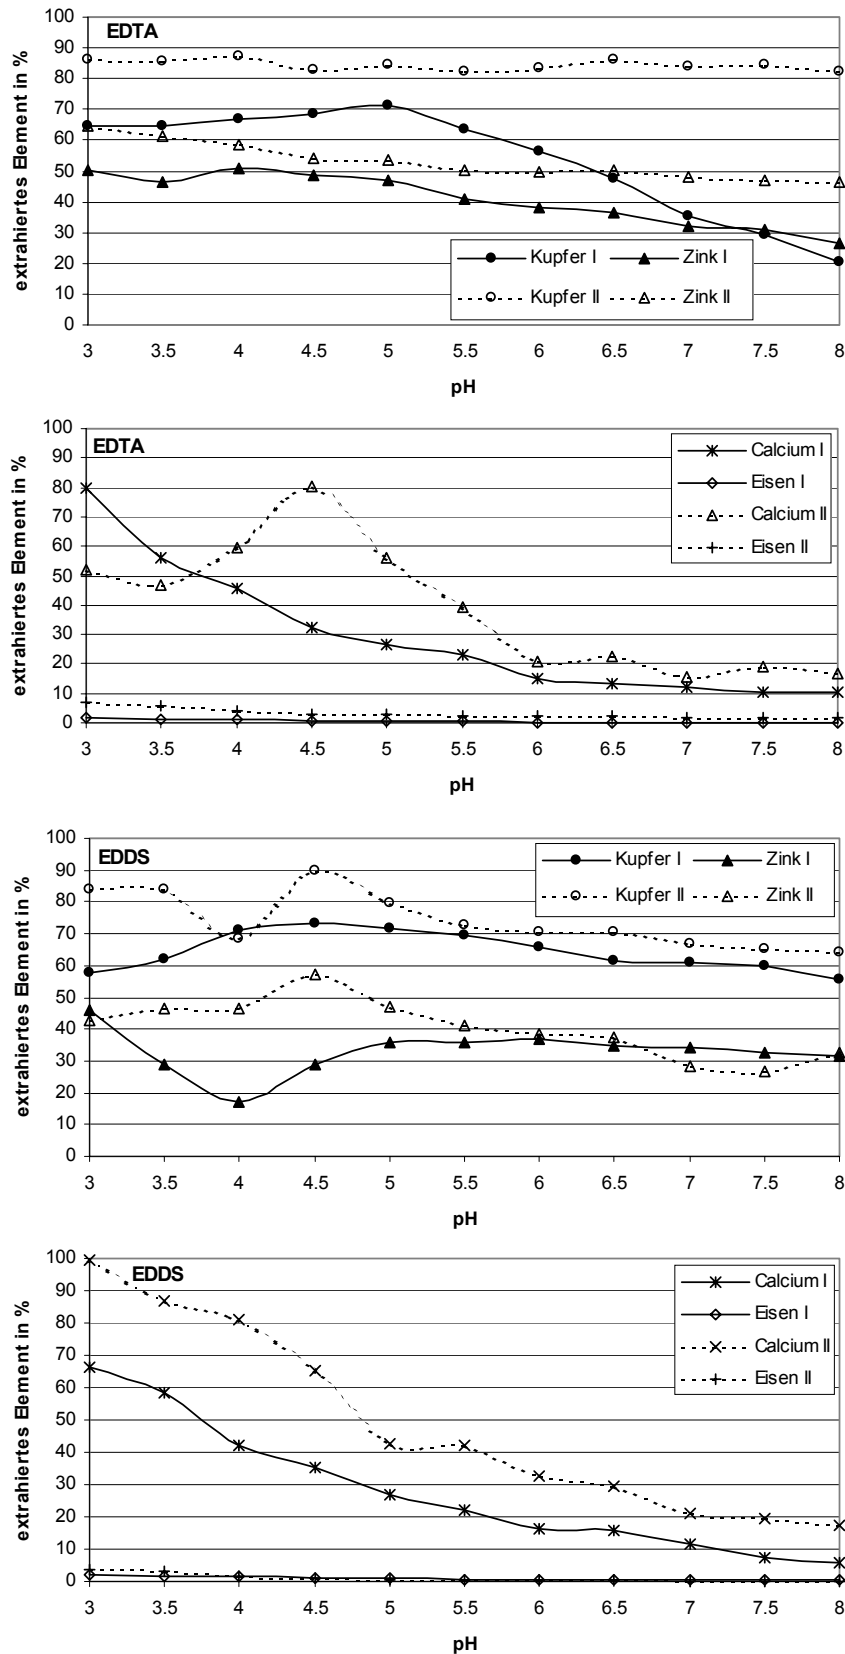 EDTA
extrahiertes Element in %
100
90
80
70
60
50
40
30
20
10
0
Kupfer I Zink I
Kupfer II Zink II
3 3.5 4 4.5 5 5.5 6 6.5 7 7.5 8
pH
EDTA
extrahiertes Element in %
100
90
80
70
60
50
40
30
20
10
0
Calcium I
Eisen I
Calcium II
Eisen II
3 3.5 4 4.5 5 5.5 6 6.5 7 7.5 8
pH
EDDS
extrahiertes Element in %
100
90
80
70
60
50
40
30
20
10
0
Kupfer I Zink I
Kupfer II Zink II
3 3.5 4 4.5 5 5.5 6 6.5 7 7.5 8
pH
EDDS
extrahiertes Element in %
100
90
80
70
60
50
40
30
20
10
0
Calcium I
Eisen I
Calcium II
Eisen II
3 3.5 4 4.5 5 5.5 6 6.5 7 7.5 8
pH